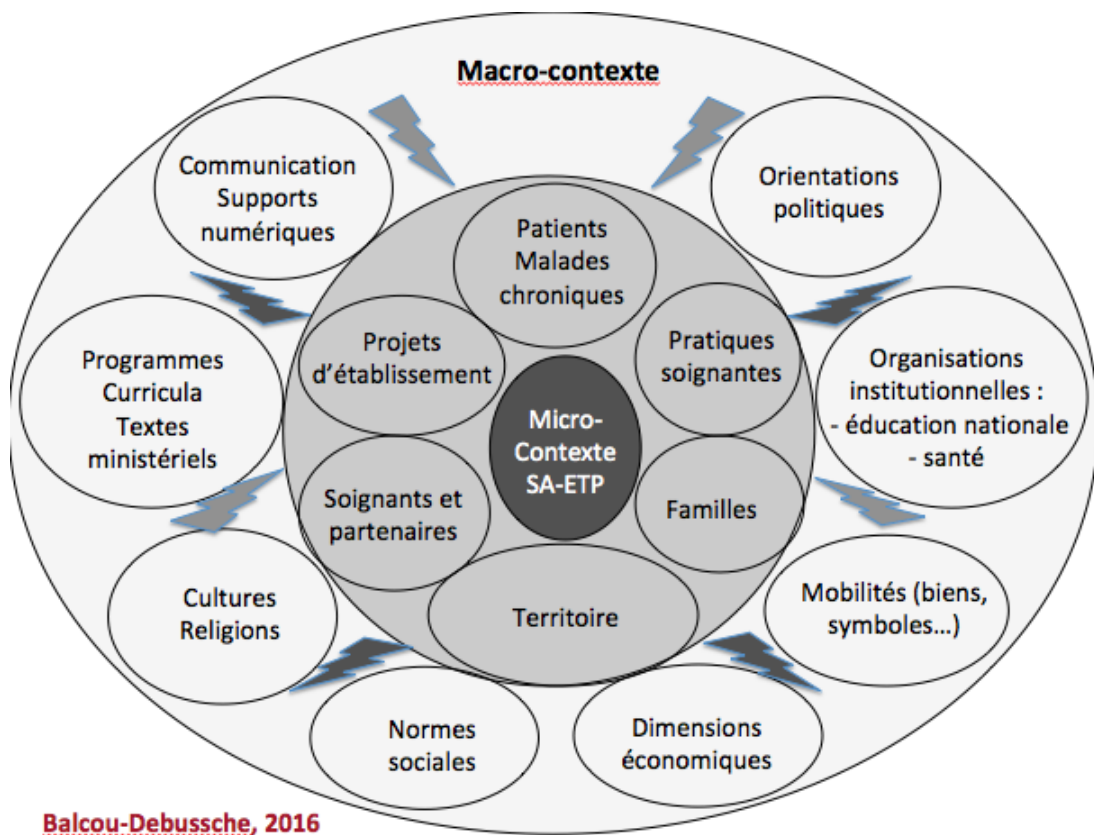 Macro-contexte
Communication
Supports
numériques
Orientations
politiques
Patients
Malades
chroniques
Projets
d’établissement
Pratiques
soignantes
Programmes
Curricula
Textes
ministériels
Organisations
institutionnelles :
- éducation nationale
- santé
Micro-
Contexte
SA-ETP
Soignants et
partenaires
Familles
Cultures
Religions
Territoire
Mobilités (biens,
symboles…)
Normes
sociales
Dimensions
économiques
Balcou-Debussche, 2016